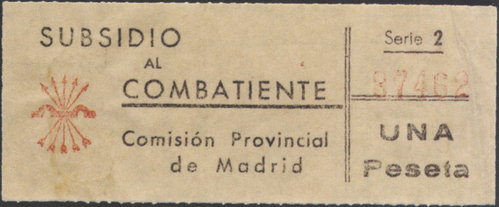 SUBSIDIO
AL
COMBATIENTE
Comisión Provincial
de Madrid
Serie 2
37462
UNA
Peseta